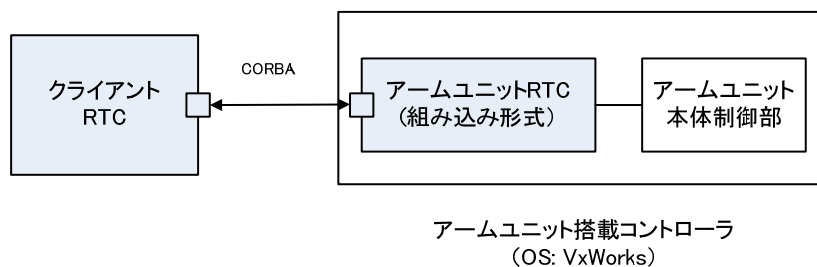 クライアント
RTC
CORBA
アームユニットRTC
（組み込み形式）
アームユニット
本体制御部
アームユニット搭載コントローラ
（OS: VxWorks）